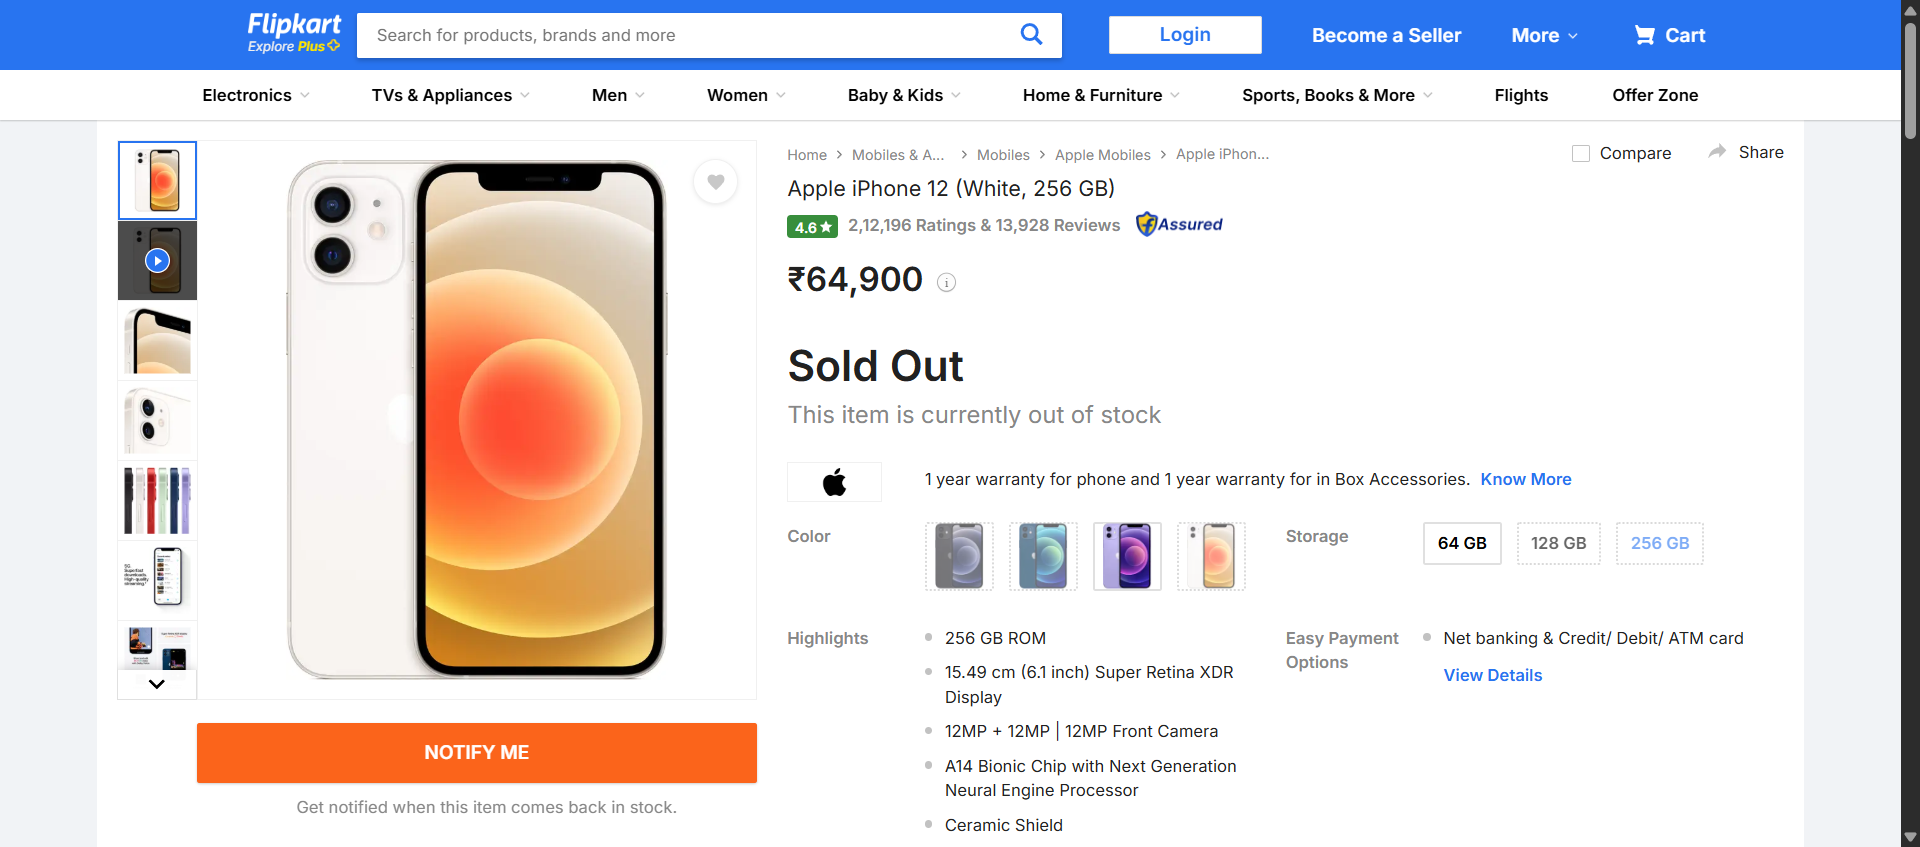 Flipkart
Explore Plus
Search for products, brands and more
Login
Become a Seller
More
Cart
Electronics
TVs & Appliances
Men
Women
Baby & Kids
Home & Furniture
Sports, Books & More
Flights
Offer Zone
Home
Mobiles & A...
Mobiles
Apple Mobiles
Apple iPhon...
Compare
Share
Apple iPhone 12 (White, 256 GB)
4.6★
2,12,196 Ratings & 13,928 Reviews
Assured
₹64,900
Sold Out
This item is currently out of stock
1 year warranty for phone and 1 year warranty for in Box Accessories. Know More
Color
Storage
64 GB
128 GB
256 GB
Highlights
256 GB ROM
15.49 cm (6.1 inch) Super Retina XDR
Display
12MP + 12MP | 12MP Front Camera
A14 Bionic Chip with Next Generation
Neural Engine Processor
Ceramic Shield
Easy Payment
Options
Net banking & Credit/ Debit/ ATM card
View Details
NOTIFY ME
Get notified when this item comes back in stock.